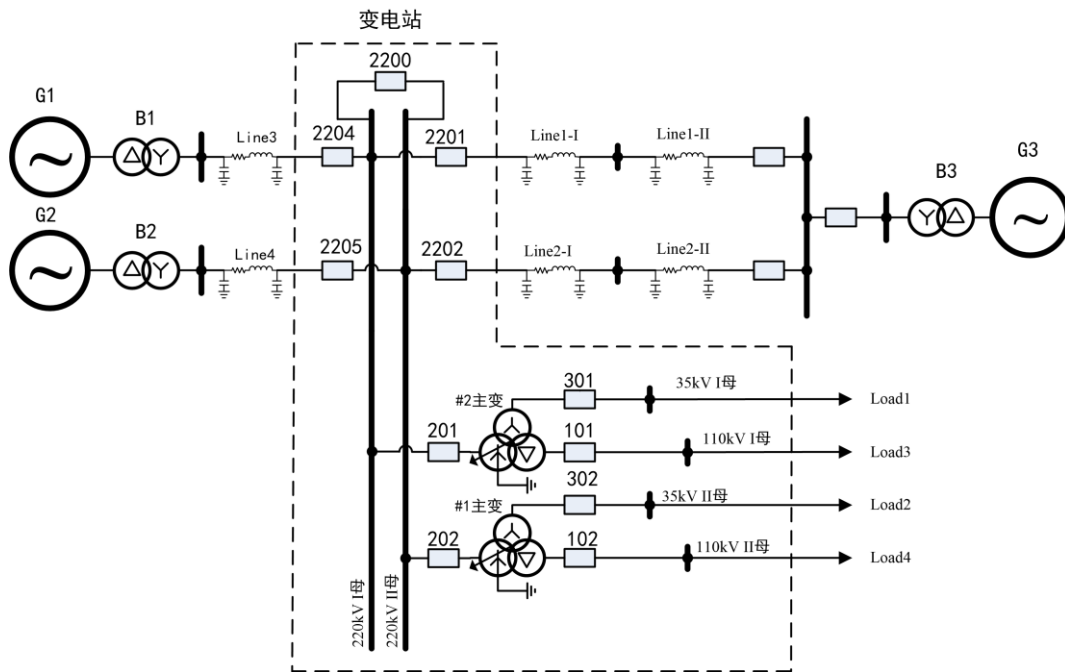 变电站
2200
G1
B1
Line3
2204
2201
Line1-I
Line1-II
B3
G3
G2
B2
Line4
2205
2202
Line2-I
Line2-II
#2主变
301
35kV I母
Load1
201
101
110kV I母
Load3
#1主变
302
35kV II母
Load2
202
102
110kV II母
Load4
220kV I母
220kV II母